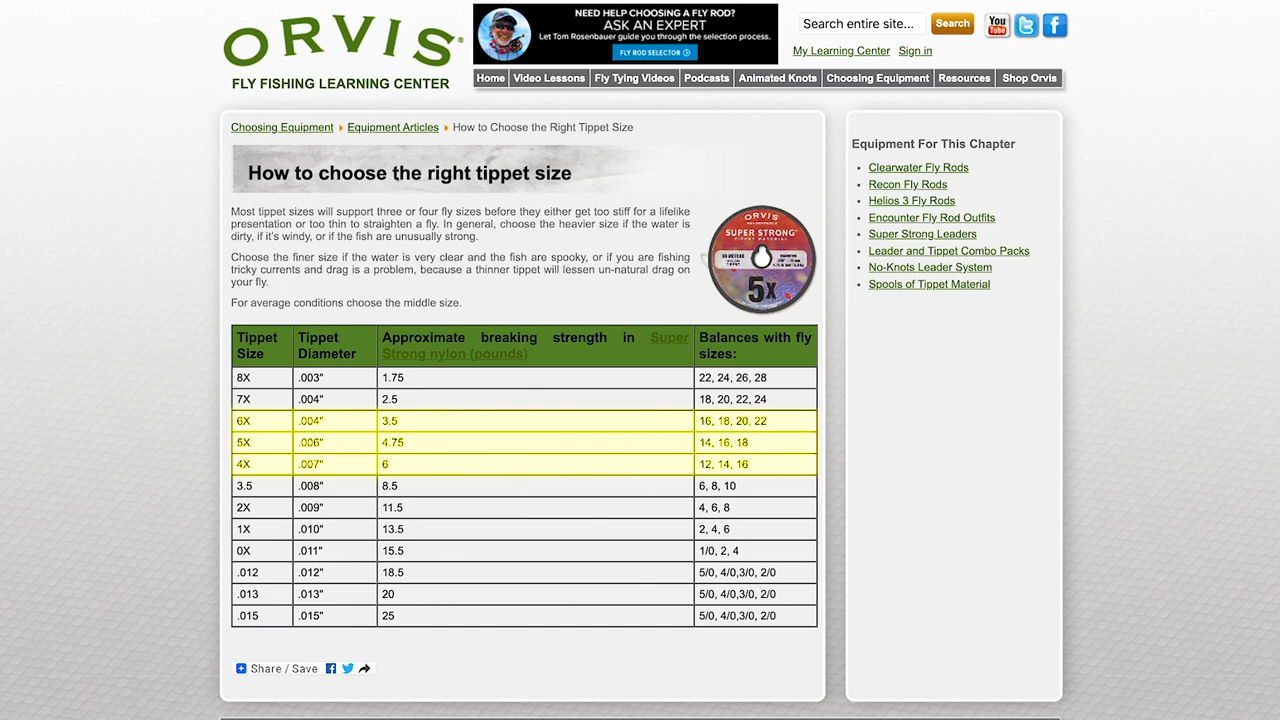 ORVIS®
FLY FISHING LEARNING CENTER
NEED HELP CHOOSING A FLY ROD?
ASK AN EXPERT
Let Tom Rosenbauer guide you through the selection process.
FLY ROD SELECTOR
Search entire site...
Search
You
Tube
My Learning Center Sign in
Home Video Lessons Fly Tying Videos Podcasts Animated Knots Choosing Equipment Resources Shop Orvis
Choosing Equipment Equipment Articles How to Choose the Right Tippet Size
How to choose the right tippet size
Most tippet sizes will support three or four fly sizes before they either get too stiff for a lifelike
presentation or too thin to straighten a fly. In general, choose the heavier size if the water is
dirty, if it's windy, or if the fish are unusually strong.
Choose the finer size if the water is very clear and the fish are spooky, or if you are fishing
tricky currents and drag is a problem, because a thinner tippet will lessen un-natural drag on
your fly.
For average conditions choose the middle size.
ORVIS
SUPER STRONG
TIPPET MATERIAL
5X
Tippet Size Tippet Diameter Approximate breaking strength in Super Strong nylon (pounds) Balances with fly sizes:
8X .003" 1.75 22, 24, 26, 28
7X .004" 2.5 18, 20, 22, 24
6X .004" 3.5 16, 18, 20, 22
5X .006" 4.75 14, 16, 18
4X .007" 6 12, 14, 16
3.5 .008" 8.5 6, 8, 10
2X .009" 11.5 4, 6, 8
1X .010" 13.5 2, 4, 6
0X .011" 15.5 1/0, 2, 4
.012 .012" 18.5 5/0, 4/0,3/0, 2/0
.013 .013" 20 5/0, 4/0,3/0, 2/0
.015 .015" 25 5/0, 4/0,3/0, 2/0
Share / Save
Equipment For This Chapter
Clearwater Fly Rods
Recon Fly Rods
Helios 3 Fly Rods
Encounter Fly Rod Outfits
Super Strong Leaders
Leader and Tippet Combo Packs
No-Knots Leader System
Spools of Tippet Material